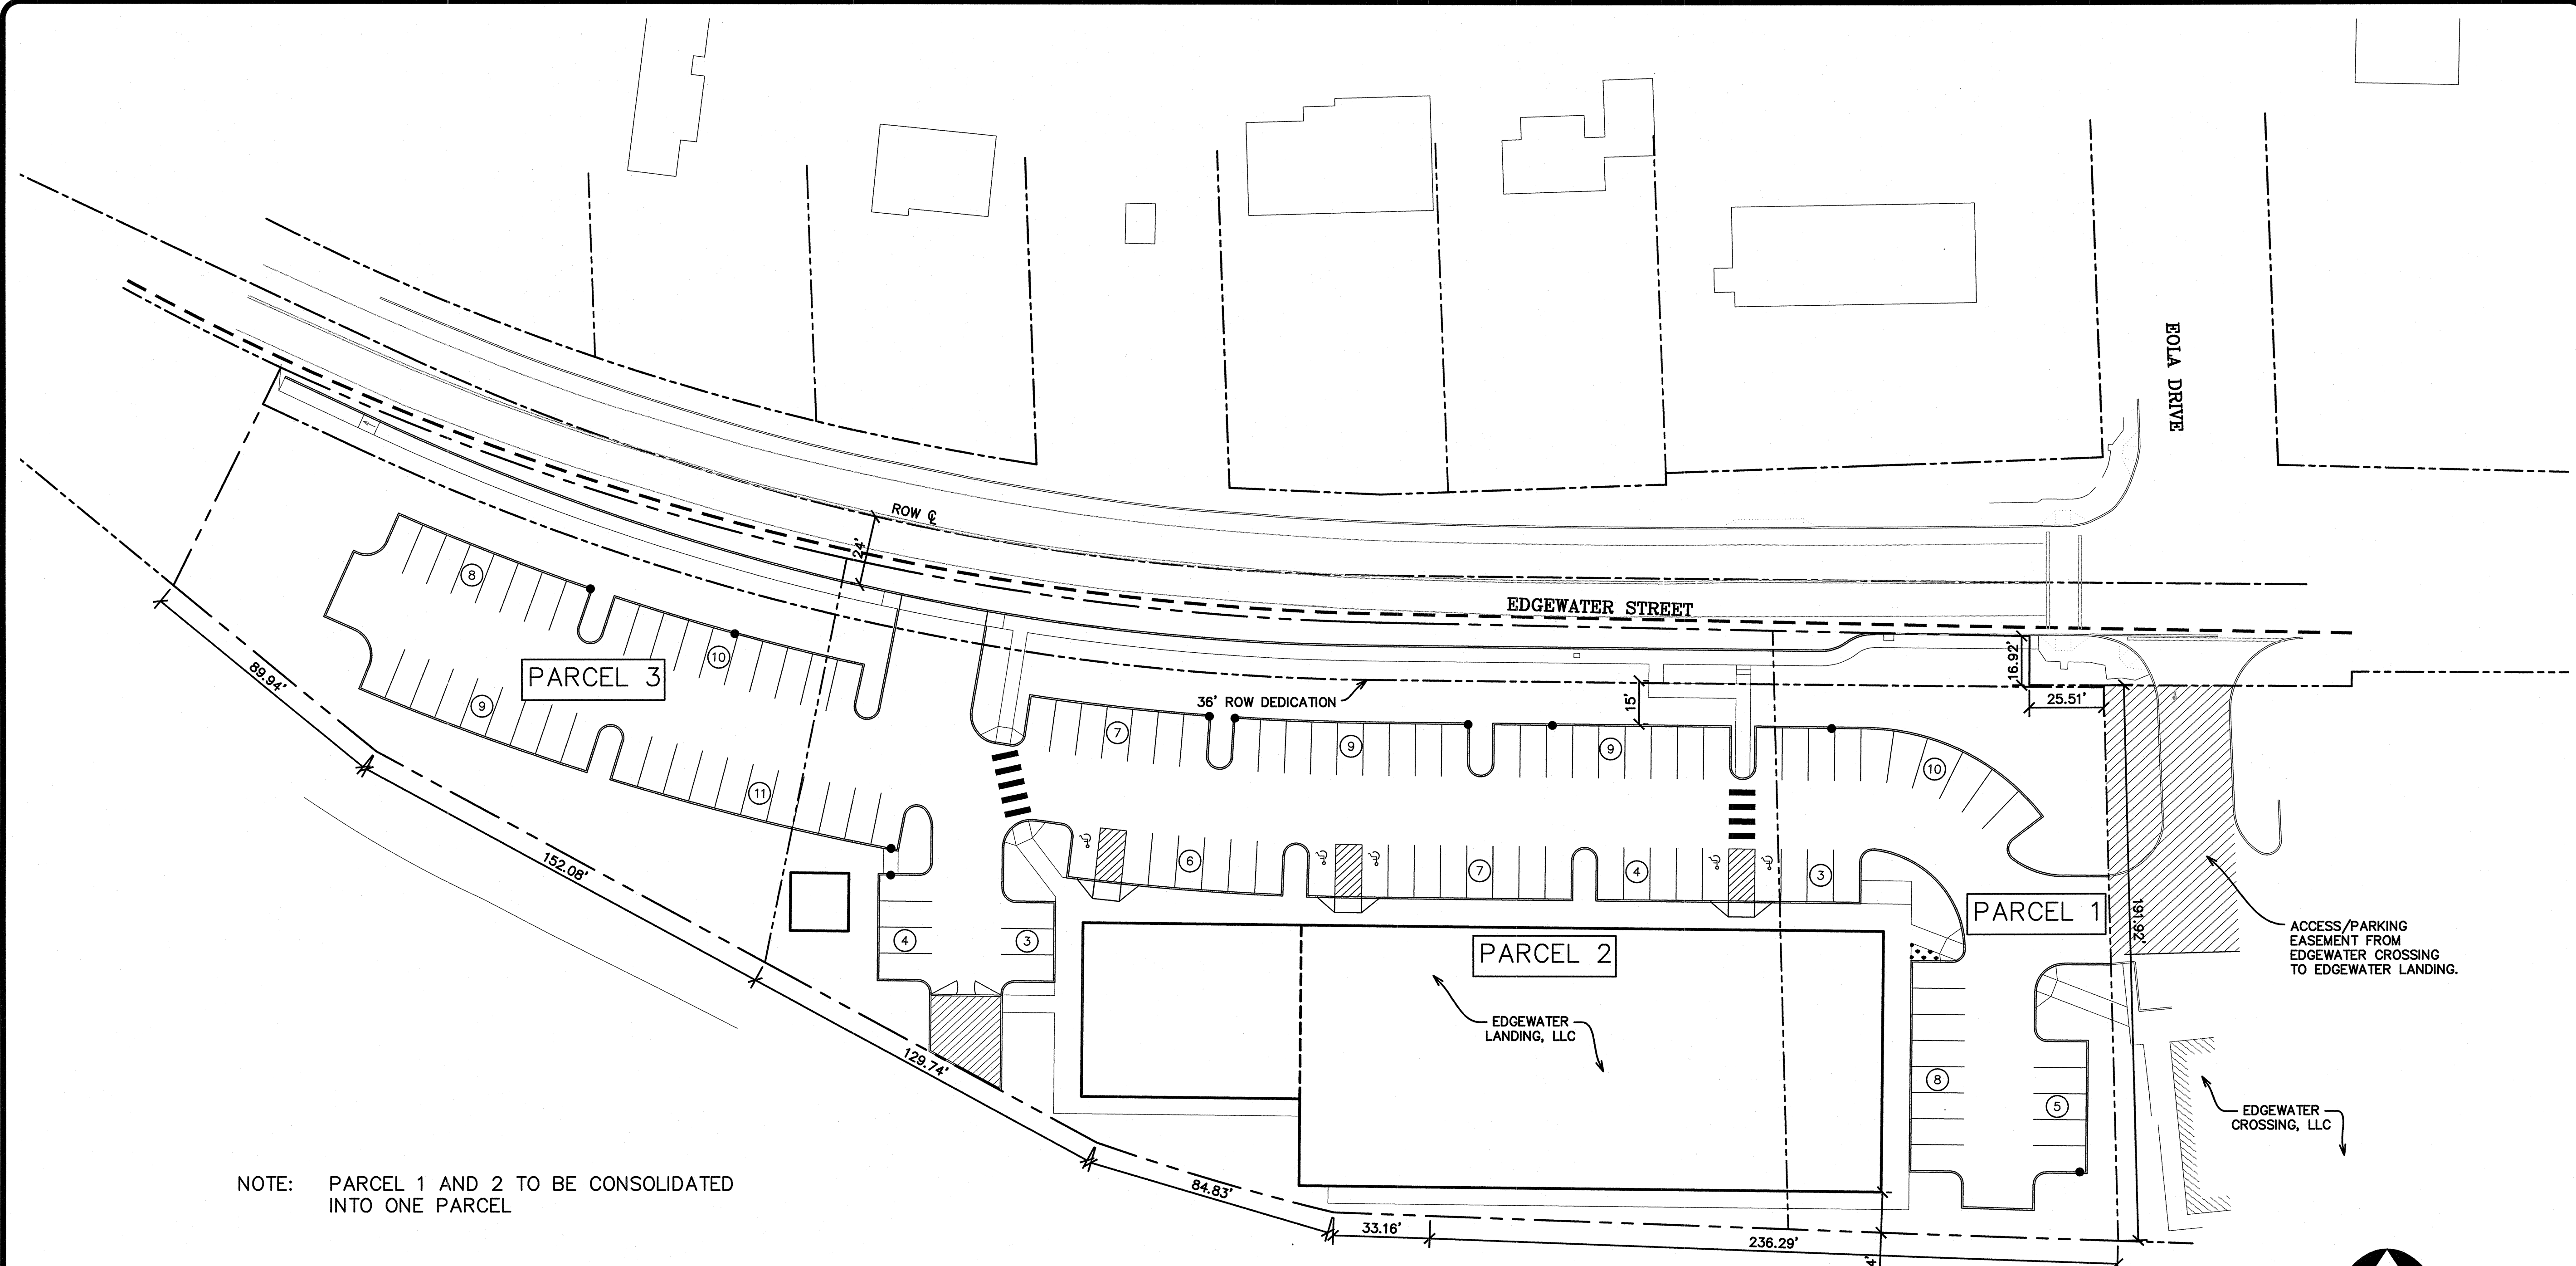 EOLA DRIVE
ROW ℄
24'
EDGEWATER STREET
8
10
PARCEL 3
9
11
89.94'
152.08'
129.74'
84.83'
33.16'
236.29'
36' ROW DEDICATION
15'
16.92'
25.51'
7
9
9
10
6
7
4
3
4
3
PARCEL 1
191.92'
PARCEL 2
EDGEWATER
LANDING, LLC
8
5
ACCESS/PARKING
EASEMENT FROM
EDGEWATER CROSSING
TO EDGEWATER LANDING.
EDGEWATER
CROSSING, LLC
NOTE: PARCEL 1 AND 2 TO BE CONSOLIDATED
INTO ONE PARCEL